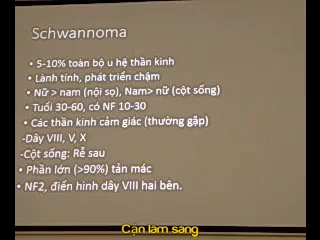 Schwannoma
• 5-10% toàn bộ u hệ thần kinh
• Lành tính, phát triển chậm
• Nữ > nam (nội sọ), Nam> nữ (cột sống)
• Tuổi 30-60, có NF 10-30
• Các thần kinh cảm giác (thường gặp)
-Dây VIII, V, X
-Cột sống: Rễ sau
• Phần lớn (>90%) tản mác
• NF2, điển hình dây VIII hai bên.
Cận lâm sàng